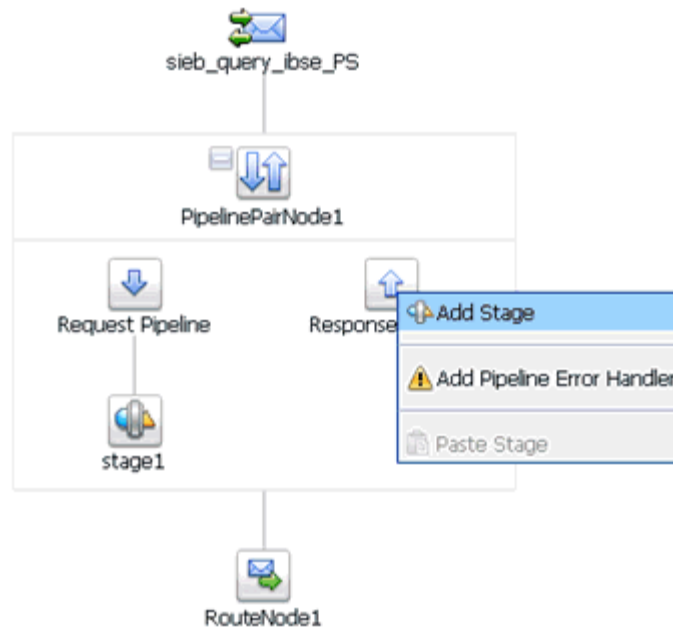 sieb_query_ibse_PS
PipelinePairNode1
Request Pipeline
Response
Add Stage
Add Pipeline Error Handler
Paste Stage
stage1
RouteNode1